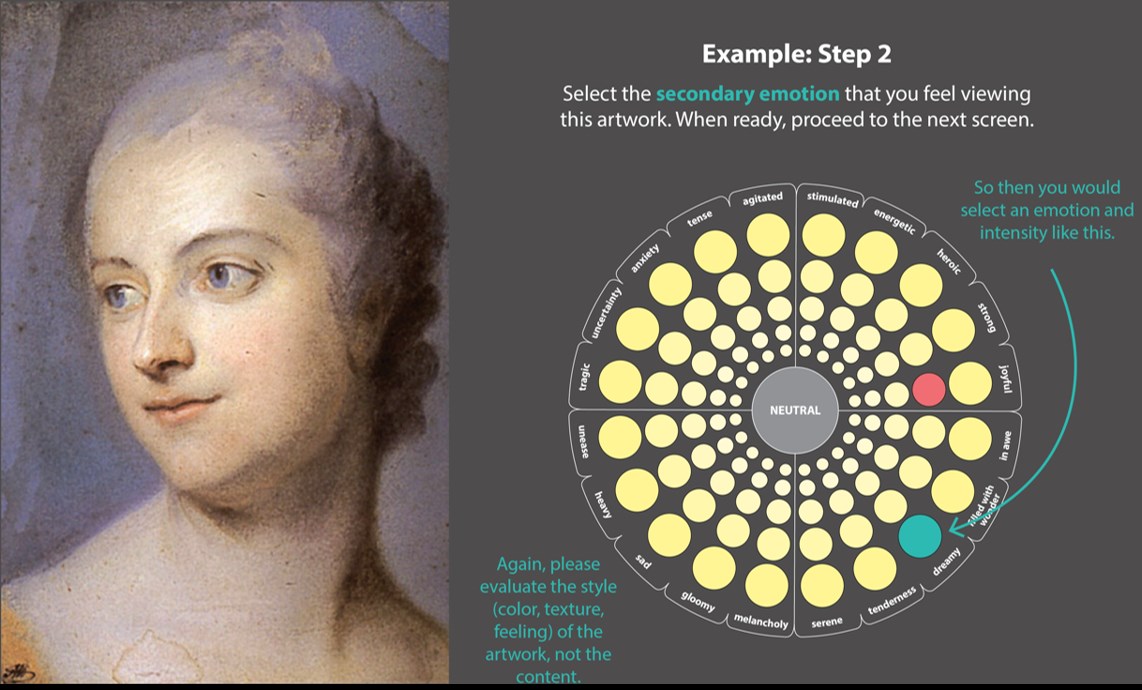 Example: Step 2
Select the secondary emotion that you feel viewing
this artwork. When ready, proceed to the next screen.
So then you would
select an emotion and
intensity like this.
agitated
stimulated
tense
energetic
anxiety
heroic
uncertainty
strong
tragic
joyful
NEUTRAL
unease
in awe
heavy
filled with
wonder
sad
dreamy
gloomy
tenderness
melancholy
serene
Again, please
evaluate the style
(color, texture,
feeling) of the
artwork, not the
content.